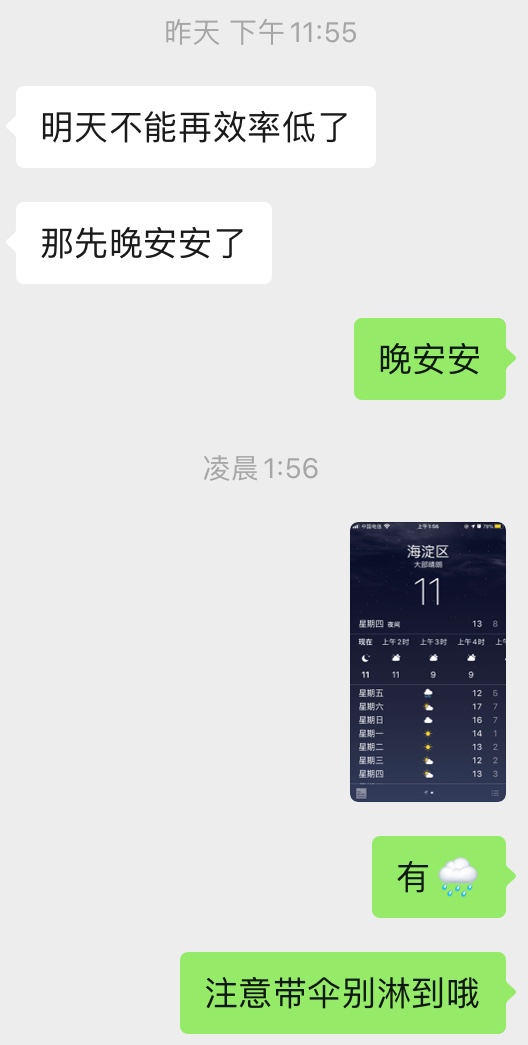 昨天 下午 11:55
明天不能再效率低了
那先晚安安了
晚安安
凌晨 1:56
中国电信 上午1:56 79%
海淀区
大部晴朗
11
星期四 夜间 13 8
现在 上午2时 上午3时 上午4时 上午
11 11 9 9
星期五 12 5
星期六 17 7
星期日 16 7
星期一 14 1
星期二 13 2
星期三 12 2
星期四 13 3
有 🌧️
注意带伞别淋到哦